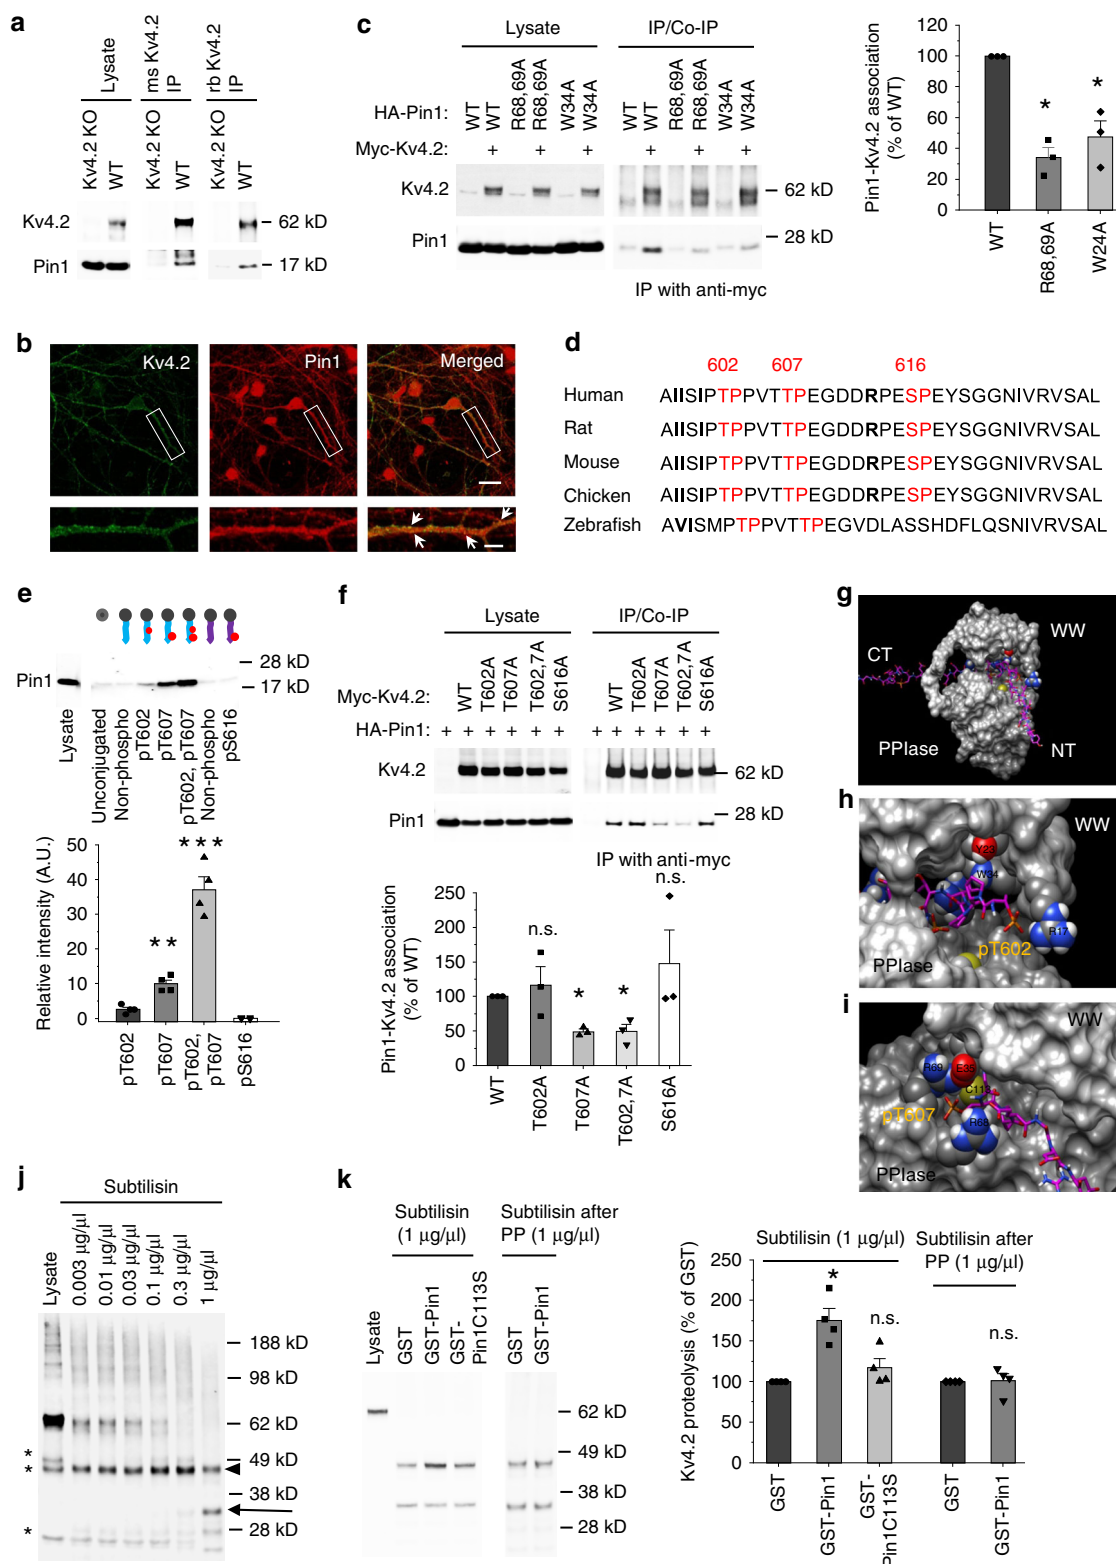 a
Lysate
ms Kv4.2
IP
rb Kv4.2
IP
Kv4.2 KO
WT
Kv4.2 KO
WT
Kv4.2 KO
WT
Kv4.2
62 kD
Pin1
17 kD
c
Lysate
IP/Co-IP
HA-Pin1:
WT
WT
R68,69A
R68,69A
W34A
W34A
WT
WT
R68,69A
R68,69A
W34A
W34A
Myc-Kv4.2:
+ + + + + +
Kv4.2
62 kD
Pin1
28 kD
IP with anti-myc
Pin1-Kv4.2 association
(% of WT)
120
100
80
60
40
20
0
*
*
WT
R68,69A
W24A
b
Kv4.2
Pin1
Merged
d
602 607 616
Human AIISIPTPPVTTPEGDDRPESPEYSGGNIVRVSAL
Rat AIISIPTPPVTTPEGDDRPESPEYSGGNIVRVSAL
Mouse AIISIPTPPVTTPEGDDRPESPEYSGGNIVRVSAL
Chicken AIISIPTPPVTTPEGDDRPESPEYSGGNIVRVSAL
Zebrafish AVISMPTPPVTTPEGVDLASSHDFLQSNIVRVSAL
e
28 kD
Pin1
17 kD
Lysate
Unconjugated
Non-phospho
pT602
pT607
pT602, pT607
Non-phospho
pS616
Relative intensity (A.U.)
50
40
30
20
10
0
* *
* * *
pT602
pT607
pT602,
pT607
pS616
f
Lysate
IP/Co-IP
Myc-Kv4.2:
WT
T602A
T607A
T602,7A
S616A
WT
T602A
T607A
T602,7A
S616A
HA-Pin1:
+ + + + + + + + + + + +
Kv4.2
62 kD
Pin1
28 kD
IP with anti-myc
Pin1-Kv4.2 association
(% of WT)
250
200
150
100
50
0
n.s.
*
*
n.s.
WT
T602A
T607A
T602,7A
S616A
g
WW
CT
PPIase
NT
h
WW
Y23
W34
R17
pT602
PPIase
i
WW
R69
E35
C113
pT607
R68
PPIase
j
Subtilisin
Lysate
0.003 µg/µl
0.01 µg/µl
0.03 µg/µl
0.1 µg/µl
0.3 µg/µl
1 µg/µl
188 kD
98 kD
62 kD
49 kD
38 kD
28 kD
*
*
*
k
Subtilisin
(1 µg/µl)
Subtilisin after
PP (1 µg/µl)
Lysate
GST
GST-Pin1
GST-
Pin1C113S
GST
GST-Pin1
62 kD
49 kD
38 kD
28 kD
Kv4.2 proteolysis (% of GST)
Subtilisin (1 µg/µl)
Subtilisin after
PP (1 µg/µl)
250
200
150
100
50
0
*
n.s.
n.s.
GST
GST-Pin1
GST-
Pin1C113S
GST
GST-Pin1